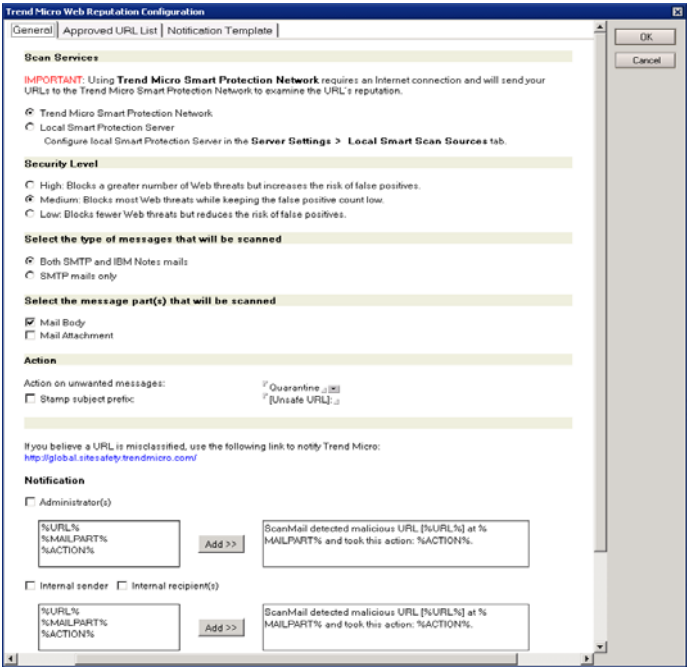 Trend Micro Web Reputation Configuration
General | Approved URL List | Notification Template |
OK
Cancel
Scan Services
IMPORTANT: Using Trend Micro Smart Protection Network requires an Internet connection and will send your
URLs to the Trend Micro Smart Protection Network to examine the URL's reputation.
Trend Micro Smart Protection Network
Local Smart Protection Server
Configure local Smart Protection Server in the Server Settings > Local Smart Scan Sources tab.
Security Level
High: Blocks a greater number of Web threats but increases the risk of false positives.
Medium: Blocks most Web threats while keeping the false positive count low.
Low: Blocks fewer Web threats but reduces the risk of false positives.
Select the type of messages that will be scanned
Both SMTP and IBM Notes mails
SMTP mails only
Select the message part(s) that will be scanned
Mail Body
Mail Attachment
Action
Action on unwanted messages: Quarantine
Stamp subject prefix: [Unsafe URL]:
If you believe a URL is misclassified, use the following link to notify Trend Micro:
http://global.sitesafety.trendmicro.com/
Notification
Administrator(s)
%URL%
%MAILPART%
%ACTION%
Add >>
ScanMail detected malicious URL [%URL%] at %
MAILPART% and took this action: %ACTION%.
Internal sender Internal recipient(s)
%URL%
%MAILPART%
%ACTION%
Add >>
ScanMail detected malicious URL [%URL%] at %
MAILPART% and took this action: %ACTION%.